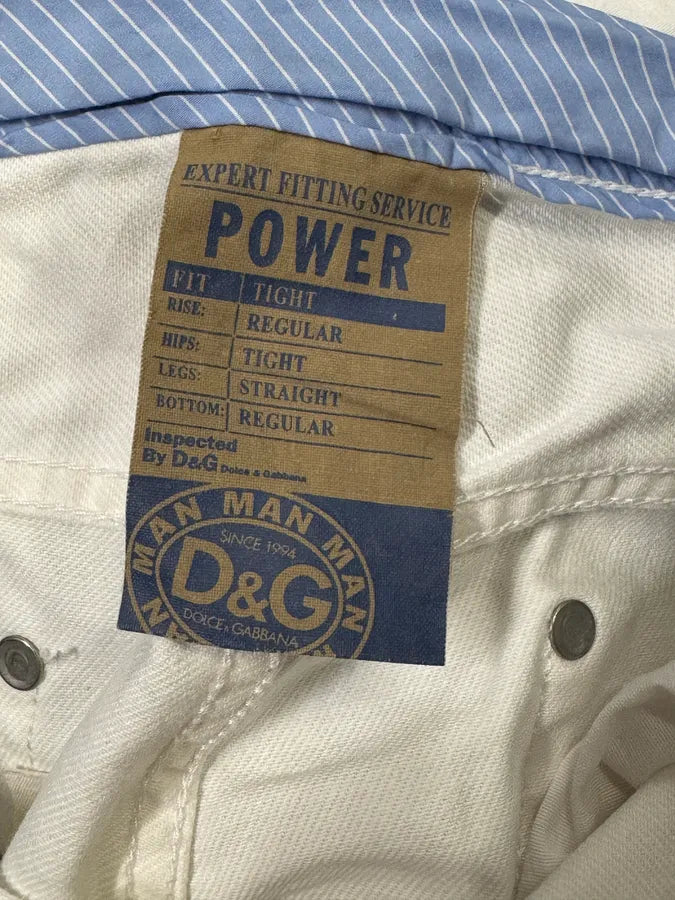 EXPERT FITTING SERVICE
POWER
FIT TIGHT
RISE: REGULAR
HIPS: TIGHT
LEGS: STRAIGHT
BOTTOM: REGULAR
Inspected
By D&G Dolce & Gabbana
MAN MAN MAN
SINCE 1994
D&G
DOLCE & GABBANA